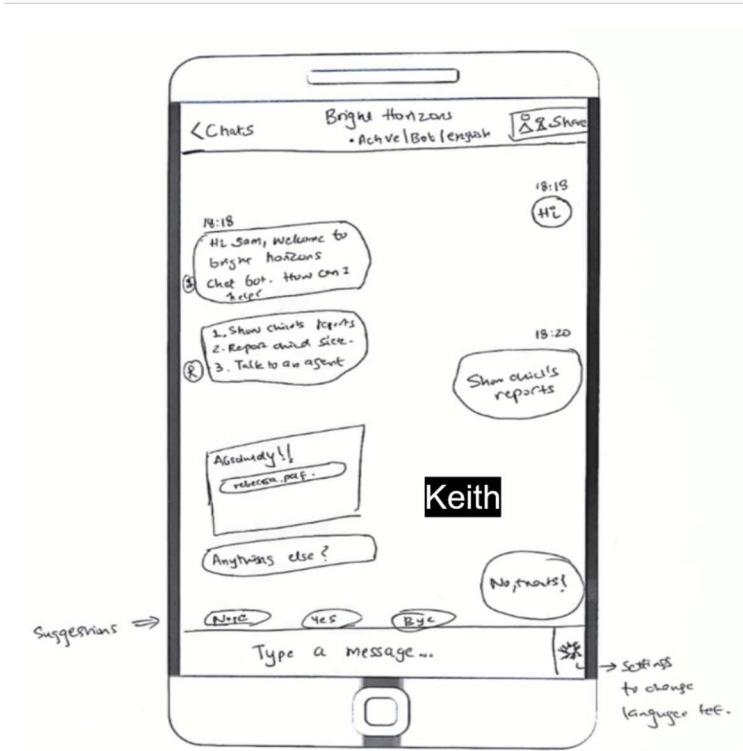 <Chats
Bright Horizons
• Active/Bot/english
Share
18:18
Hi Sam, welcome to
bright horizons
Chat bot. How can I
help?
18:19
Hi
1. Show child's reports
2. Report child sick.
3. Talk to an agent
R
18:20
Show child's
reports
Absolutely!!
rebecca.pdf.
Keith
Anything else?
No, thanks!
Suggestions ⇒
Nope
Yes
Bye
Type a message...
→ Settings
to change
language